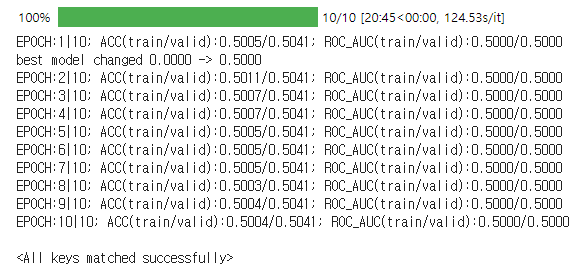 100% 10/10 [20:45<00:00, 124.53s/it]
EPOCH:1|10; ACC(train/valid):0.5005/0.5041; ROC_AUC(train/valid):0.5000/0.5000
best model changed 0.0000 -> 0.5000
EPOCH:2|10; ACC(train/valid):0.5011/0.5041; ROC_AUC(train/valid):0.5000/0.5000
EPOCH:3|10; ACC(train/valid):0.5007/0.5041; ROC_AUC(train/valid):0.5000/0.5000
EPOCH:4|10; ACC(train/valid):0.5007/0.5041; ROC_AUC(train/valid):0.5000/0.5000
EPOCH:5|10; ACC(train/valid):0.5005/0.5041; ROC_AUC(train/valid):0.5000/0.5000
EPOCH:6|10; ACC(train/valid):0.5005/0.5041; ROC_AUC(train/valid):0.5000/0.5000
EPOCH:7|10; ACC(train/valid):0.5005/0.5041; ROC_AUC(train/valid):0.5000/0.5000
EPOCH:8|10; ACC(train/valid):0.5003/0.5041; ROC_AUC(train/valid):0.5000/0.5000
EPOCH:9|10; ACC(train/valid):0.5004/0.5041; ROC_AUC(train/valid):0.5000/0.5000
EPOCH:10|10; ACC(train/valid):0.5004/0.5041; ROC_AUC(train/valid):0.5000/0.5000
<All keys matched successfully>